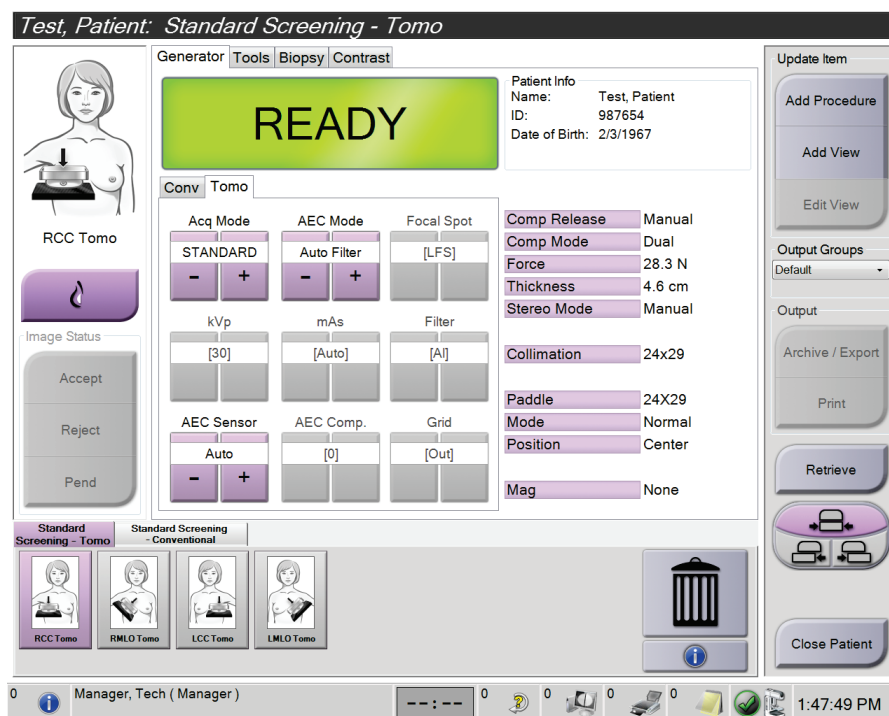 Test, Patient: Standard Screening - Tomo
RCC Tomo
Image Status
Accept
Reject
Pend
Generator Tools Biopsy Contrast
READY
Patient Info
Name: Test, Patient
ID: 987654
Date of Birth: 2/3/1967
Conv Tomo
Acq Mode AEC Mode Focal Spot
STANDARD Auto Filter [LFS]
- + - +
kVp mAs Filter
[30] [Auto] [Al]
AEC Sensor AEC Comp. Grid
Auto [0] [Out]
- +
Comp Release Manual
Comp Mode Dual
Force 28.3 N
Thickness 4.6 cm
Stereo Mode Manual
Collimation 24x29
Paddle 24X29
Mode Normal
Position Center
Mag None
Update Item
Add Procedure
Add View
Edit View
Output Groups
Default
Output
Archive / Export
Print
Retrieve
Close Patient
Standard Screening - Tomo
Standard Screening - Conventional
RCC Tomo RMLO Tomo LCC Tomo LMLO Tomo
0 Manager, Tech ( Manager ) --:-- 0 0 0 0 1:47:49 PM